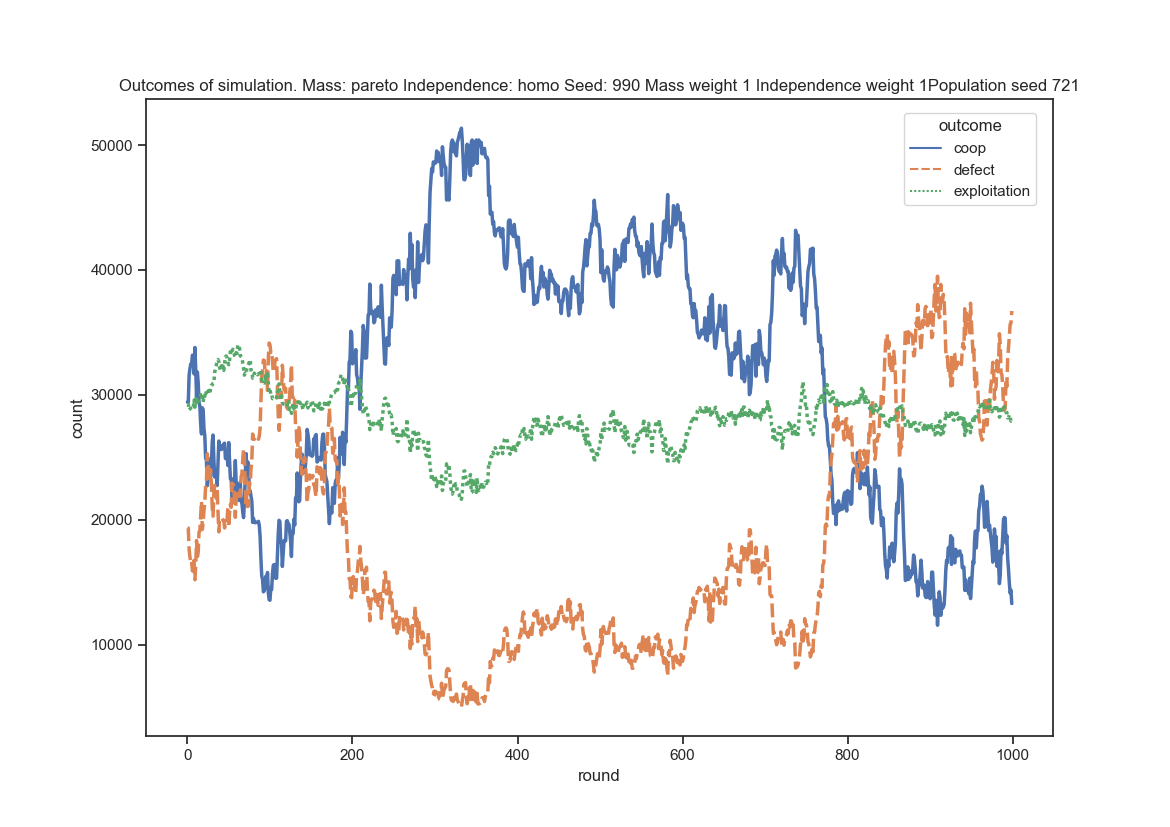 Outcomes of simulation. Mass: pareto Independence: homo Seed: 990 Mass weight 1 Independence weight 1Population seed 721
outcome
coop
defect
exploitation
50000
40000
30000
20000
10000
count
0 200 400 600 800 1000
round